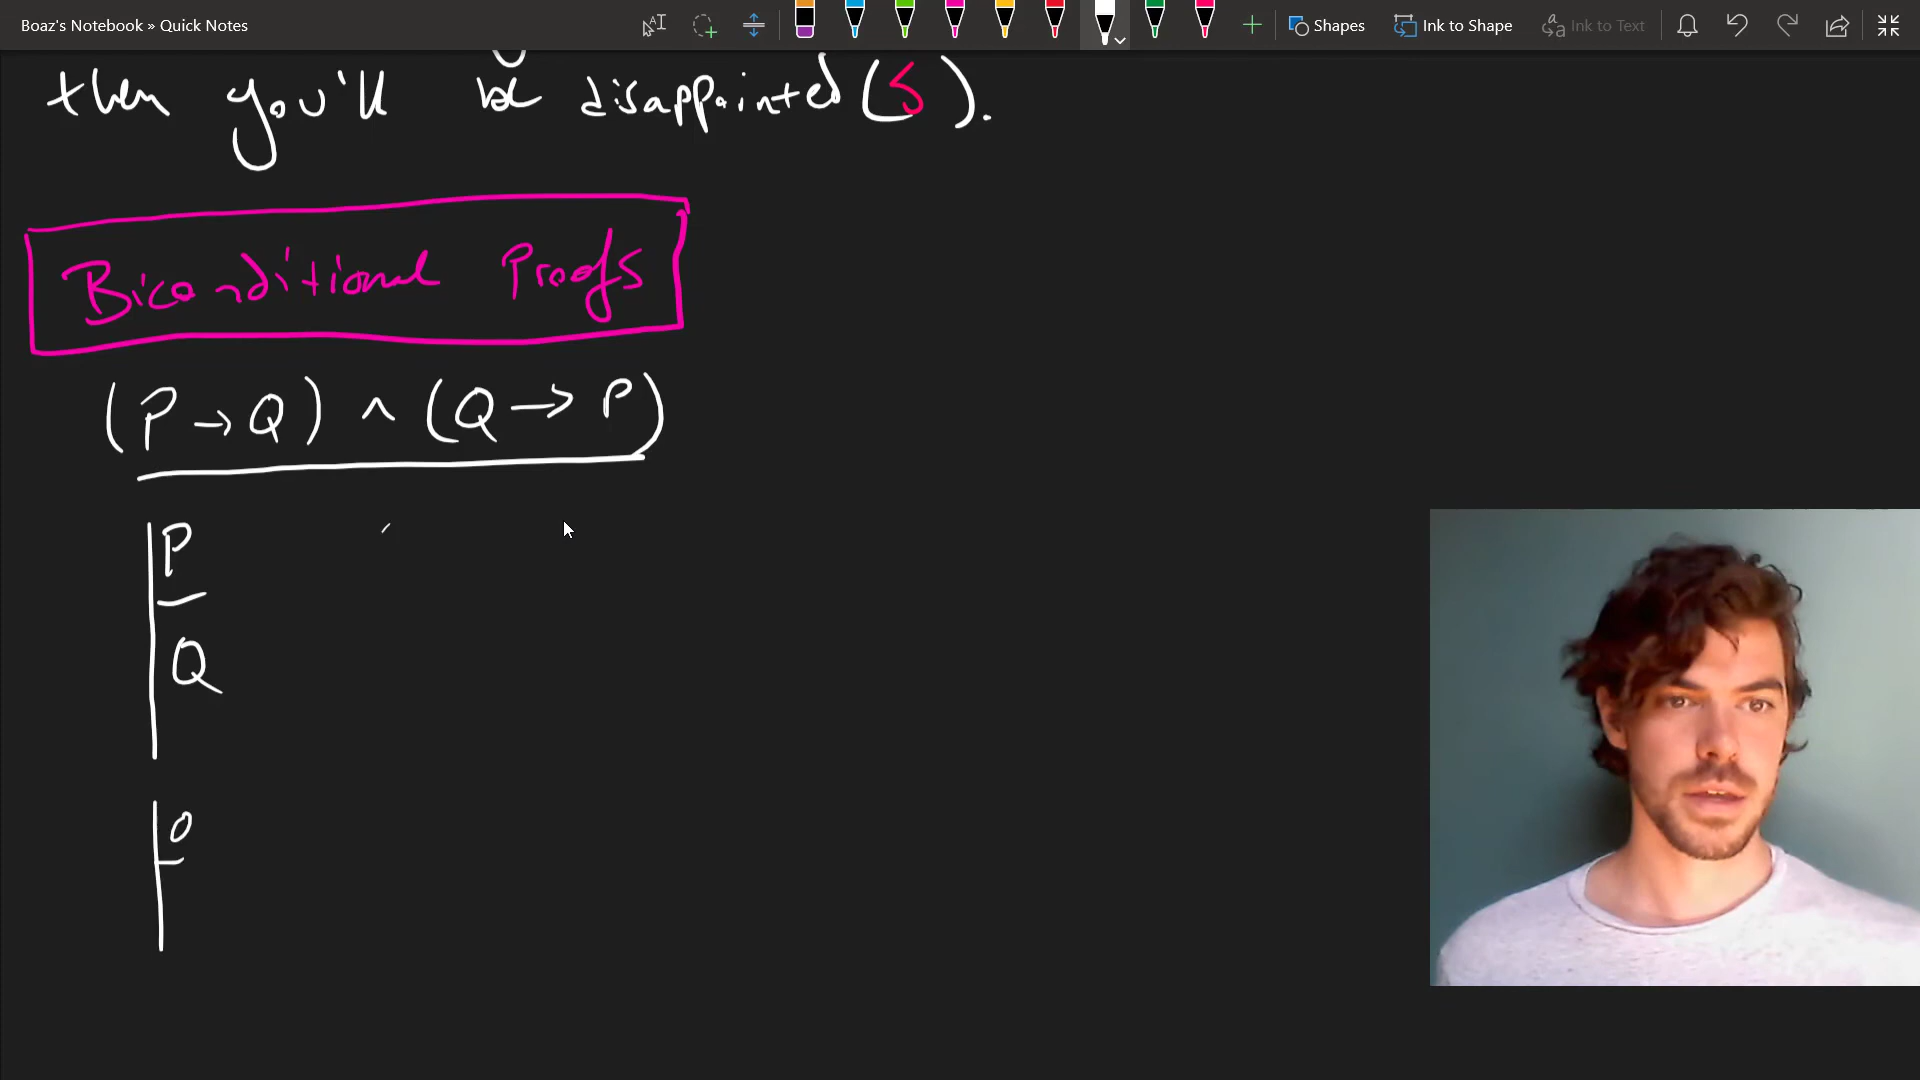 Boaz's Notebook » Quick Notes
Shapes
Ink to Shape
Ink to Text
then you'll be disappointed (S).
Biconditional Proofs
(P → Q) ∧ (Q → P)
P
Q